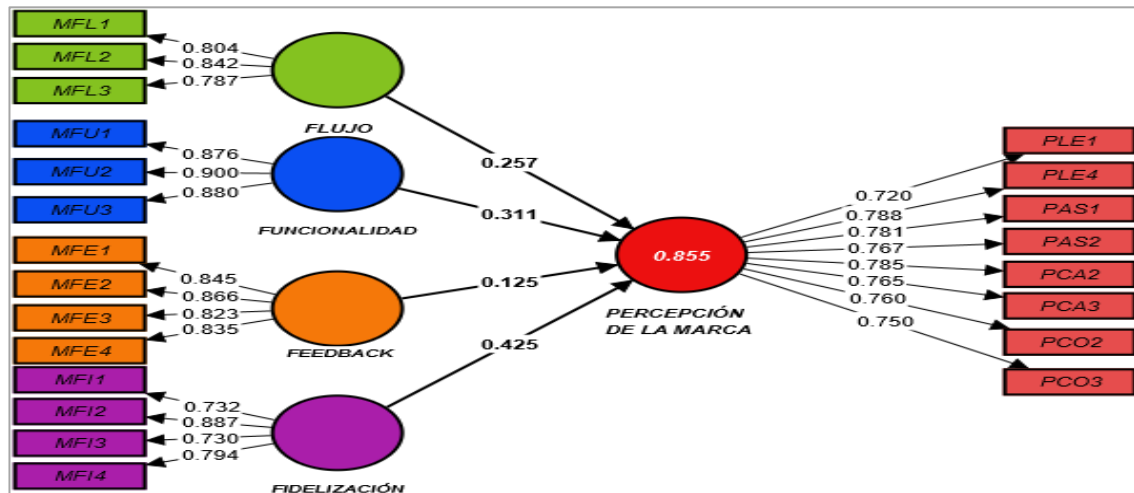 MFL1
MFL2
MFL3
0.804
0.842
0.787
FLUJO
MFU1
MFU2
MFU3
0.876
0.900
0.880
FUNCIONALIDAD
MFE1
MFE2
MFE3
MFE4
0.845
0.866
0.823
0.835
FEEDBACK
MFI1
MFI2
MFI3
MFI4
0.732
0.887
0.730
0.794
FIDELIZACIÓN
0.257
0.311
0.125
0.425
0.855
PERCEPCIÓN
DE LA MARCA
0.720
0.788
0.781
0.767
0.785
0.765
0.760
0.750
PLE1
PLE4
PAS1
PAS2
PCA2
PCA3
PCO2
PCO3